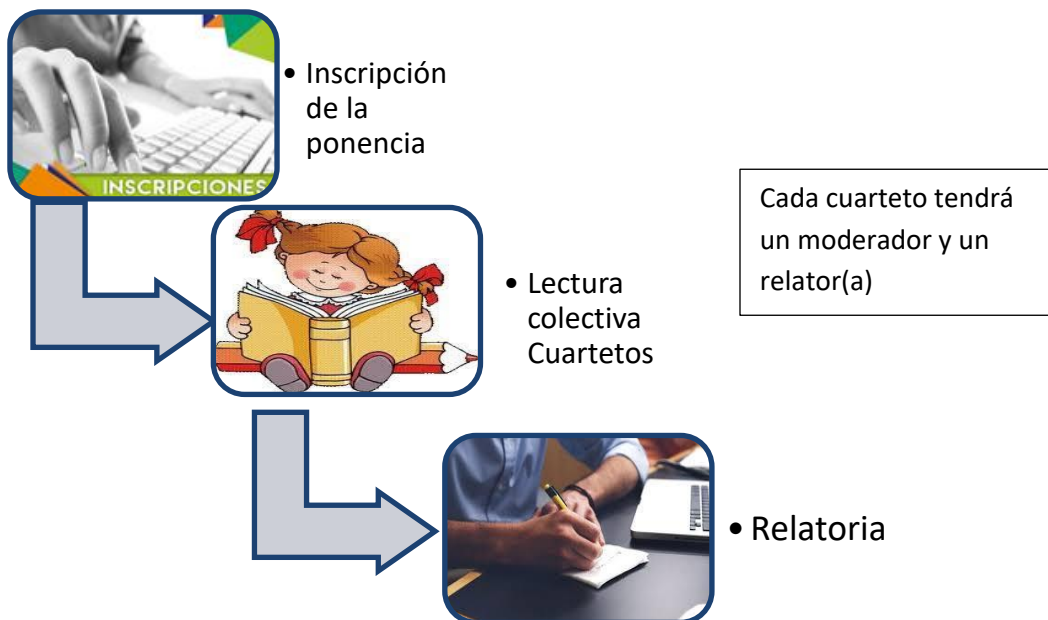 INSCRIPCIONES
• Inscripción
de la
ponencia
Cada cuarteto tendrá
un moderador y un
relator(a)
• Lectura
colectiva
Cuartetos
• Relatoria